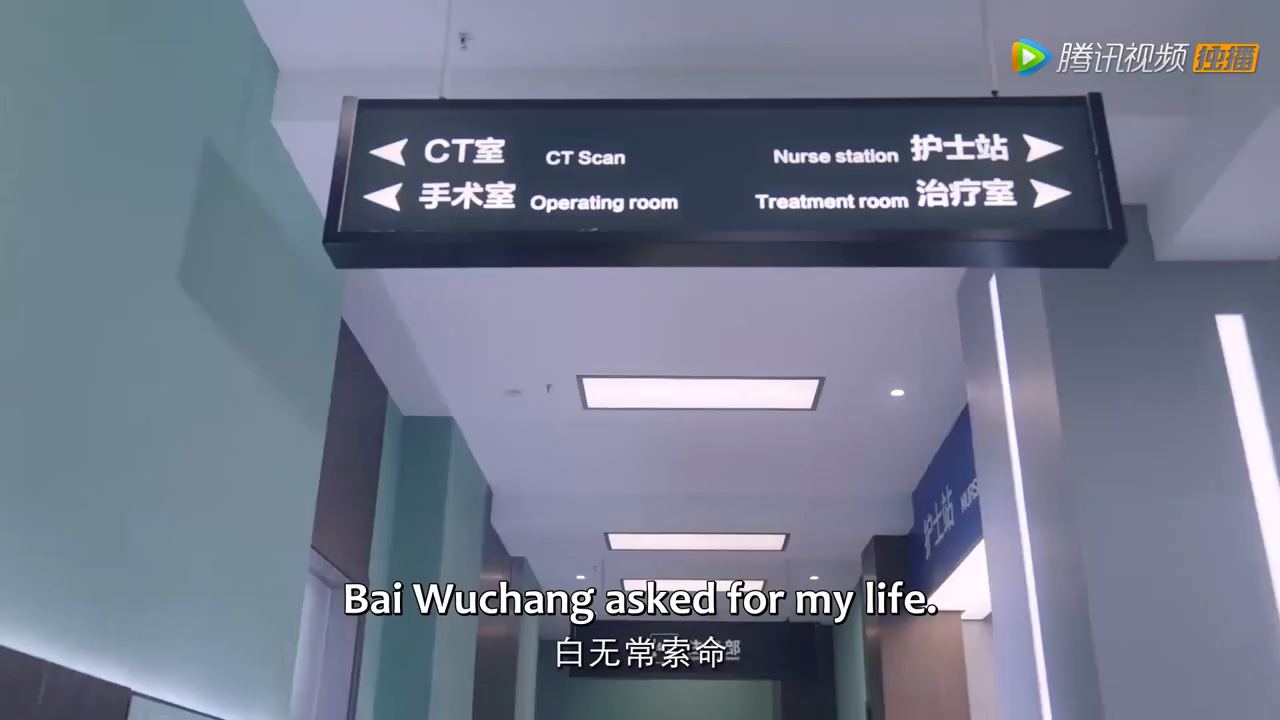 腾讯视频 独播
CT室 CT Scan
手术室 Operating room
Nurse station 护士站
Treatment room 治疗室
护士站
Bai Wuchang asked for my life.
白无常索命